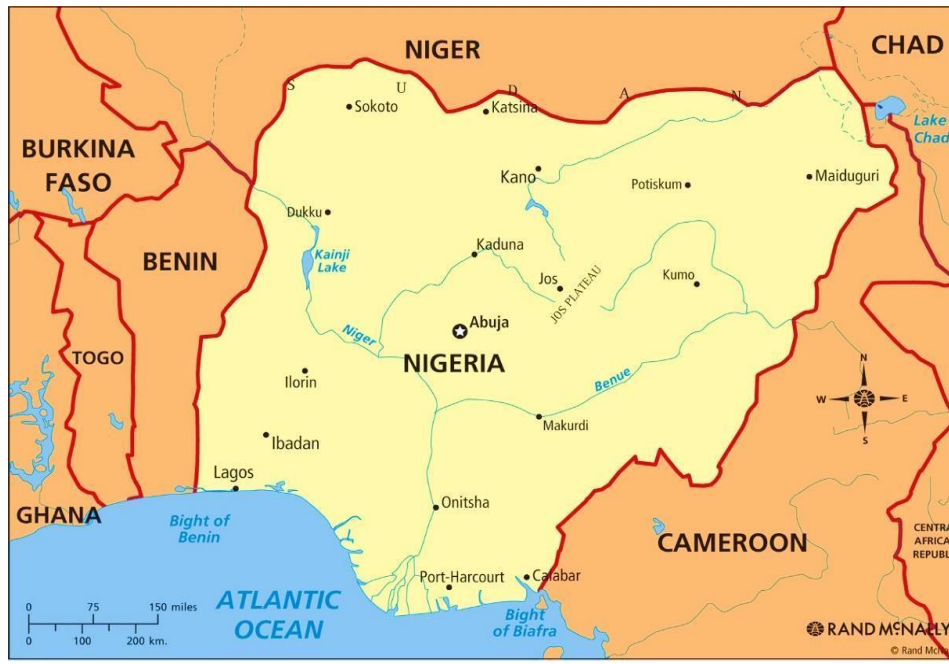 NIGER
CHAD
S U D A N
Sokoto
Katsina
Lake
Chad
BURKINA
FASO
Kano
Potiskum
Maiduguri
Dukku
Kaduna
BENIN
Kainji
Lake
Jos
JOS PLATEAU
Kumo
Abuja
Niger
TOGO
NIGERIA
Benue
N
W E
S
Ilorin
Makurdi
Ibadan
Lagos
Onitsha
GHANA
Bight of
Benin
CAMEROON
CENTRA
AFRICA
REPUBL
Port-Harcourt
Calabar
ATLANTIC
OCEAN
Bight
of Biafra
0 75 150 miles
0 100 200 km.
RAND MCNALLY
© Rand McNa